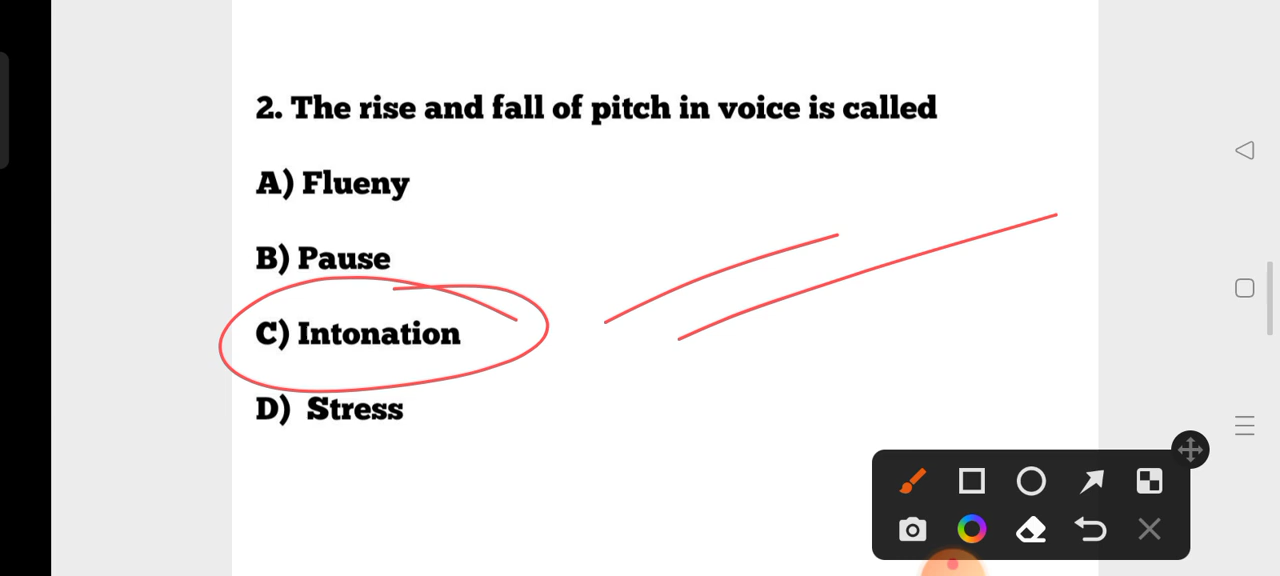 2. The rise and fall of pitch in voice is called
A) Flueny
B) Pause
C) Intonation
D) Stress